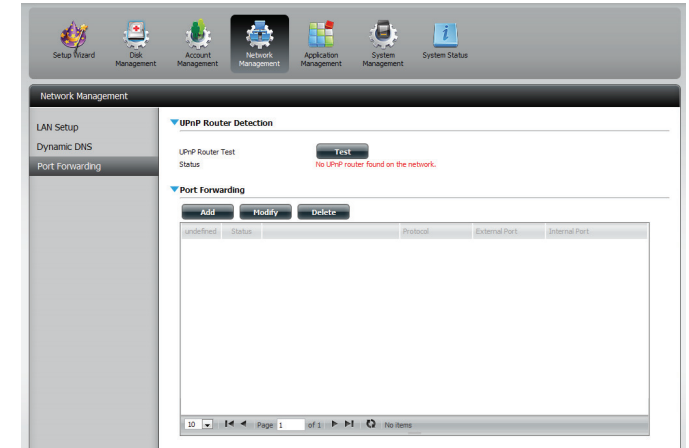 Setup Wizard
Disk Management
Account Management
Network Management
Application Management
System Management
System Status
Network Management
LAN Setup
Dynamic DNS
Port Forwarding
UPnP Router Detection
UPnP Router Test Test
Status No UPnP router found on the network.
Port Forwarding
Add Modify Delete
undefined Status Protocol External Port Internal Port
10 Page 1 of 1 No items